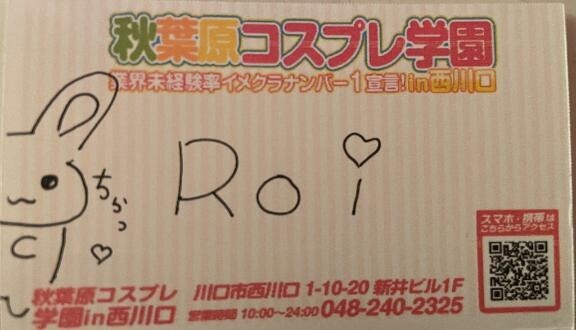 秋葉原コスプレ学園
業界未経験率イメクラナンバー1宣言!in西川口
Roi
ちらっ
スマホ・携帯は
こちらからアクセス
秋葉原コスプレ 川口市西川口 1-10-20 新井ビル1F
学園in西川口 営業時間 10:00〜24:00 048-240-2325